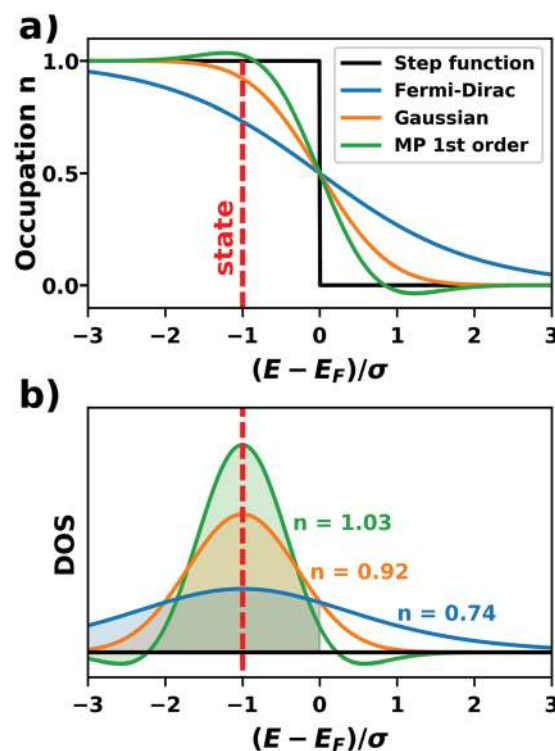 a)
Occupation n
1.0
0.5
0.0
Step function
Fermi-Dirac
Gaussian
MP 1st order
state
−3 −2 −1 0 1 2 3
(E − E_F)/σ
b)
DOS
n = 1.03
n = 0.92
n = 0.74
−3 −2 −1 0 1 2 3
(E − E_F)/σ